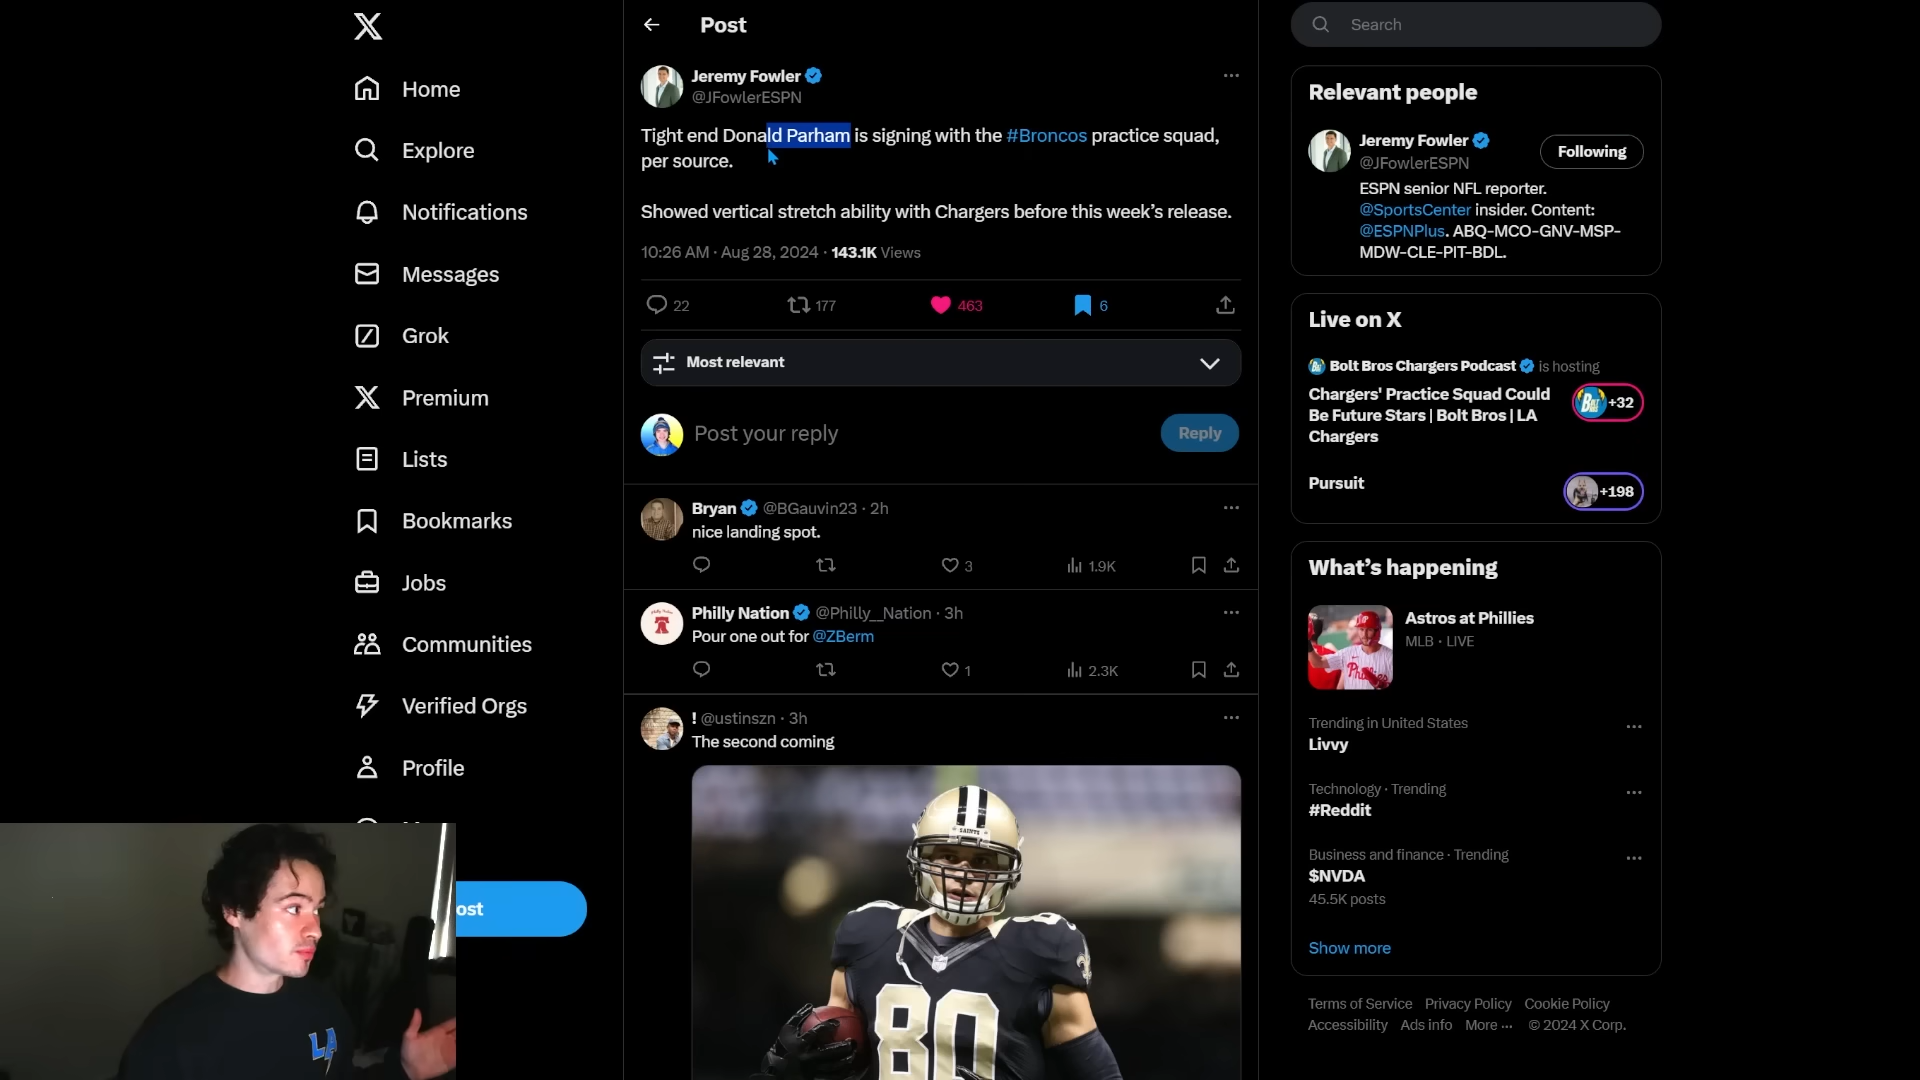 Home
Explore
Notifications
Messages
Grok
Premium
Lists
Bookmarks
Jobs
Communities
Verified Orgs
Profile
ost
LA
Post
Jeremy Fowler
@JFowlerESPN
Tight end Donald Parham is signing with the #Broncos practice squad,
per source.
Showed vertical stretch ability with Chargers before this week's release.
10:26 AM · Aug 28, 2024 · 143.1K Views
22 177 463 6
Most relevant
Post your reply
Reply
Bryan @BGauvin23 · 2h
nice landing spot.
3 1.9K
Philly Nation @Philly__Nation · 3h
Pour one out for @ZBerm
1 2.3K
! @ustinszn · 3h
The second coming
SAINTS
80
Search
Relevant people
Jeremy Fowler
@JFowlerESPN
Following
ESPN senior NFL reporter.
@SportsCenter insider. Content:
@ESPNPlus. ABQ-MCO-GNV-MSP-
MDW-CLE-PIT-BDL.
Live on X
Bolt Bros Chargers Podcast is hosting
Chargers' Practice Squad Could
Be Future Stars | Bolt Bros | LA
Chargers
+32
Pursuit
+198
What's happening
Astros at Phillies
MLB · LIVE
Trending in United States
Livvy
Technology · Trending
#Reddit
Business and finance · Trending
$NVDA
45.5K posts
Show more
Terms of Service Privacy Policy Cookie Policy
Accessibility Ads info More ··· © 2024 X Corp.